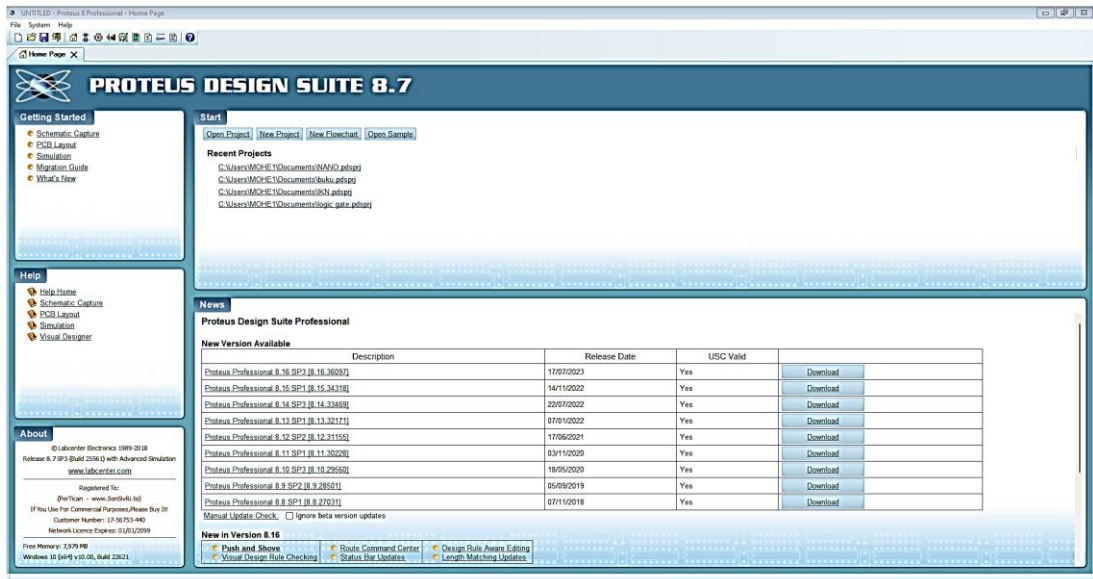 UNTITLED - Proteus 8 Professional - Home Page
File System Help
Home Page X
PROTEUS DESIGN SUITE 8.7
Getting Started
Schematic Capture
PCB Layout
Simulation
Migration Guide
What's New
Start
Open Project New Project New Flowchart Open Sample
Recent Projects
C:\Users\MOHE1\Documents\NANO.pdsprj
C:\Users\MOHE1\Documents\buku.pdsprj
C:\Users\MOHE1\Documents\IKN.pdsprj
C:\Users\MOHE1\Documents\logic gate.pdsprj
Help
Help Home
Schematic Capture
PCB Layout
Simulation
Visual Designer
News
Proteus Design Suite Professional
New Version Available
Description Release Date USC Valid
Proteus Professional 8.16 SP3 [8.16.36097] 17/07/2023 Yes Download
Proteus Professional 8.15 SP1 [8.15.34318] 14/11/2022 Yes Download
Proteus Professional 8.14 SP3 [8.14.33469] 22/07/2022 Yes Download
Proteus Professional 8.13 SP1 [8.13.32171] 07/01/2022 Yes Download
Proteus Professional 8.12 SP2 [8.12.31155] 17/06/2021 Yes Download
Proteus Professional 8.11 SP1 [8.11.30228] 03/11/2020 Yes Download
Proteus Professional 8.10 SP3 [8.10.29560] 18/05/2020 Yes Download
Proteus Professional 8.9 SP2 [8.9.28501] 05/09/2019 Yes Download
Proteus Professional 8.8 SP1 [8.8.27031] 07/11/2018 Yes Download
Manual Update Check. Ignore beta version updates
New in Version 8.16
Push and Shove Route Command Center Design Rule Aware Editing
Visual Design Rule Checking Status Bar Updates Length Matching Updates
About
© Labcenter Electronics 1989-2018
Release 8.7 SP3 (Build 25561) with Advanced Simulation
www.labcenter.com
Registered To:
(PerTican - www.SonSivRi.to)
If You Use For Commercial Purposes,Please Buy It!
Customer Number: 17-56753-440
Network Licence Expires: 01/01/2099
Free Memory: 7,979 MB
Windows 10 (x64) v10.00, Build 22621